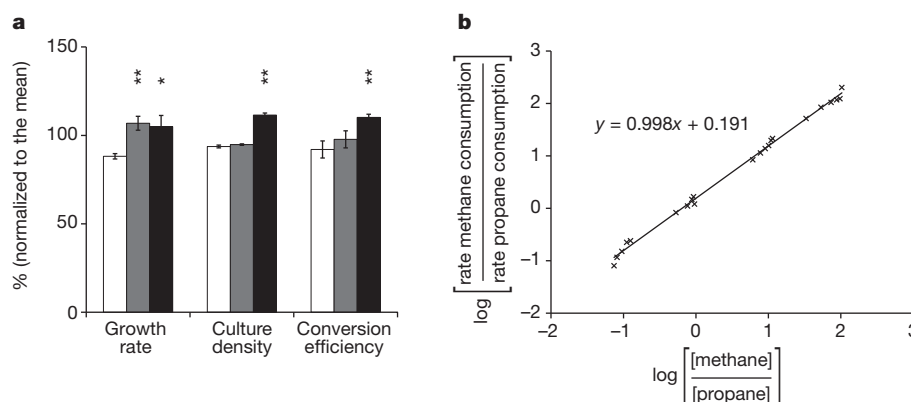 a
150
100
50
0
% (normalized to the mean)
**
*
**
**
Growth
rate
Culture
density
Conversion
efficiency
b
3
2
1
0
−1
−2
−2
−1
0
1
2
3
y = 0.998x + 0.191
log [rate methane consumption
rate propane consumption]
log [[methane]
[propane]]